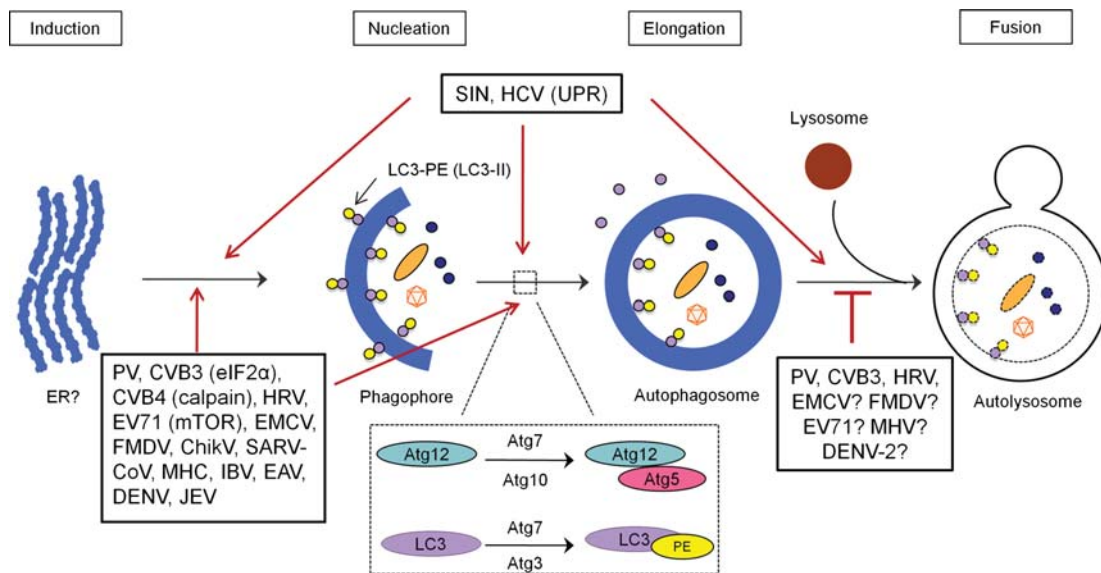 Induction
Nucleation
Elongation
Fusion
SIN, HCV (UPR)
Lysosome
LC3-PE (LC3-II)
ER?
Phagophore
Autophagosome
Autolysosome
PV, CVB3 (eIF2α),
CVB4 (calpain), HRV,
EV71 (mTOR), EMCV,
FMDV, ChikV, SARV-
CoV, MHC, IBV, EAV,
DENV, JEV
PV, CVB3, HRV,
EMCV? FMDV?
EV71? MHV?
DENV-2?
Atg12
Atg7
Atg10
Atg12
Atg5
LC3
Atg7
Atg3
LC3
PE